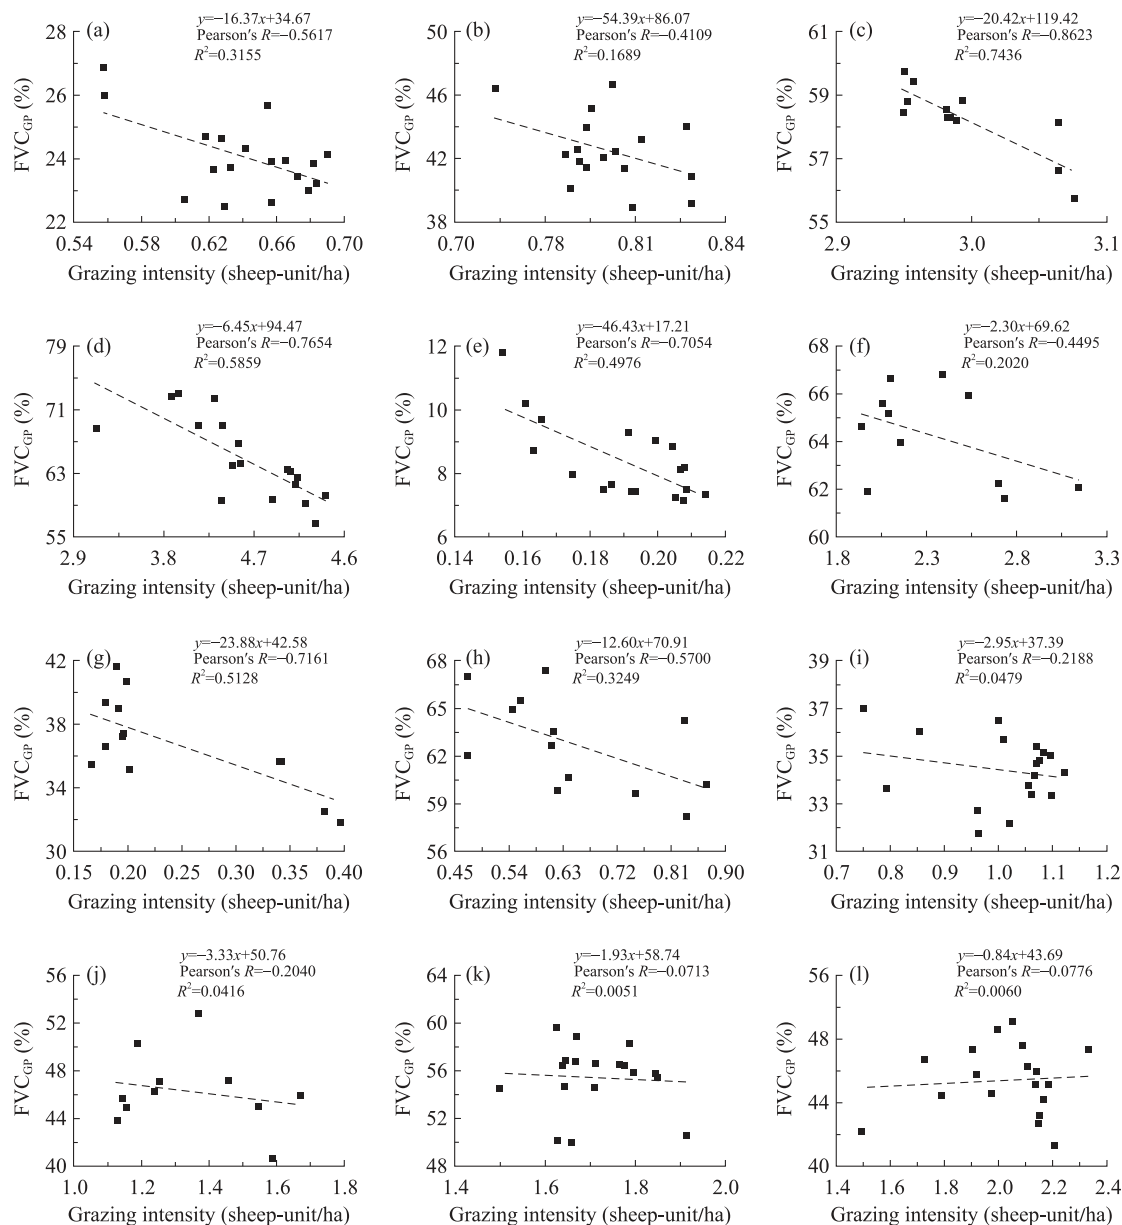 y=−16.37x+34.67
Pearson's R=−0.5617
R²=0.3155
(a)
28
26
24
22
0.54 0.62 0.66 0.70
FVC_GP (%)
Grazing intensity (sheep-unit/ha)
y=−54.39x+86.07
Pearson's R=−0.4109
R²=0.1689
(b)
50
46
42
38
0.70 0.78 0.81 0.84
FVC_GP (%)
Grazing intensity (sheep-unit/ha)
y=−20.42x+119.42
Pearson's R=−0.8623
R²=0.7436
(c)
61
59
57
55
2.9 3.0 3.1
FVC_GP (%)
Grazing intensity (sheep-unit/ha)
y=−6.45x+94.47
Pearson's R=−0.7654
R²=0.5859
(d)
79
71
63
55
2.9 3.8 4.7 4.6
FVC_GP (%)
Grazing intensity (sheep-unit/ha)
y=−46.43x+17.21
Pearson's R=−0.7054
R²=0.4976
(e)
12
10
8
6
0.14 0.16 0.18 0.20 0.22
FVC_GP (%)
Grazing intensity (sheep-unit/ha)
y=−2.30x+69.62
Pearson's R=−0.4495
R²=0.2020
(f)
68
66
64
62
60
1.8 2.3 2.8 3.3
FVC_GP (%)
Grazing intensity (sheep-unit/ha)
y=−23.88x+42.58
Pearson's R=−0.7161
R²=0.5128
(g)
42
38
34
30
0.15 0.20 0.30 0.40
FVC_GP (%)
Grazing intensity (sheep-unit/ha)
y=−12.60x+70.91
Pearson's R=−0.5700
R²=0.3249
(h)
68
65
62
59
56
0.45 0.54 0.63 0.72 0.81 0.90
FVC_GP (%)
Grazing intensity (sheep-unit/ha)
y=−2.95x+37.39
Pearson's R=−0.2188
R²=0.0479
(i)
39
37
35
33
31
0.7 0.8 0.9 1.0 1.1 1.2
FVC_GP (%)
Grazing intensity (sheep-unit/ha)
y=−3.33x+50.76
Pearson's R=−0.2040
R²=0.0416
(j)
56
52
48
44
40
1.0 1.2 1.4 1.6 1.8
FVC_GP (%)
Grazing intensity (sheep-unit/ha)
y=−1.93x+58.74
Pearson's R=−0.0713
R²=0.0051
(k)
64
60
56
52
48
1.4 1.6 1.8 2.0
FVC_GP (%)
Grazing intensity (sheep-unit/ha)
y=−0.84x+43.69
Pearson's R=−0.0776
R²=0.0060
(l)
56
52
48
44
40
1.4 1.6 1.8 2.0 2.2 2.4
FVC_GP (%)
Grazing intensity (sheep-unit/ha)